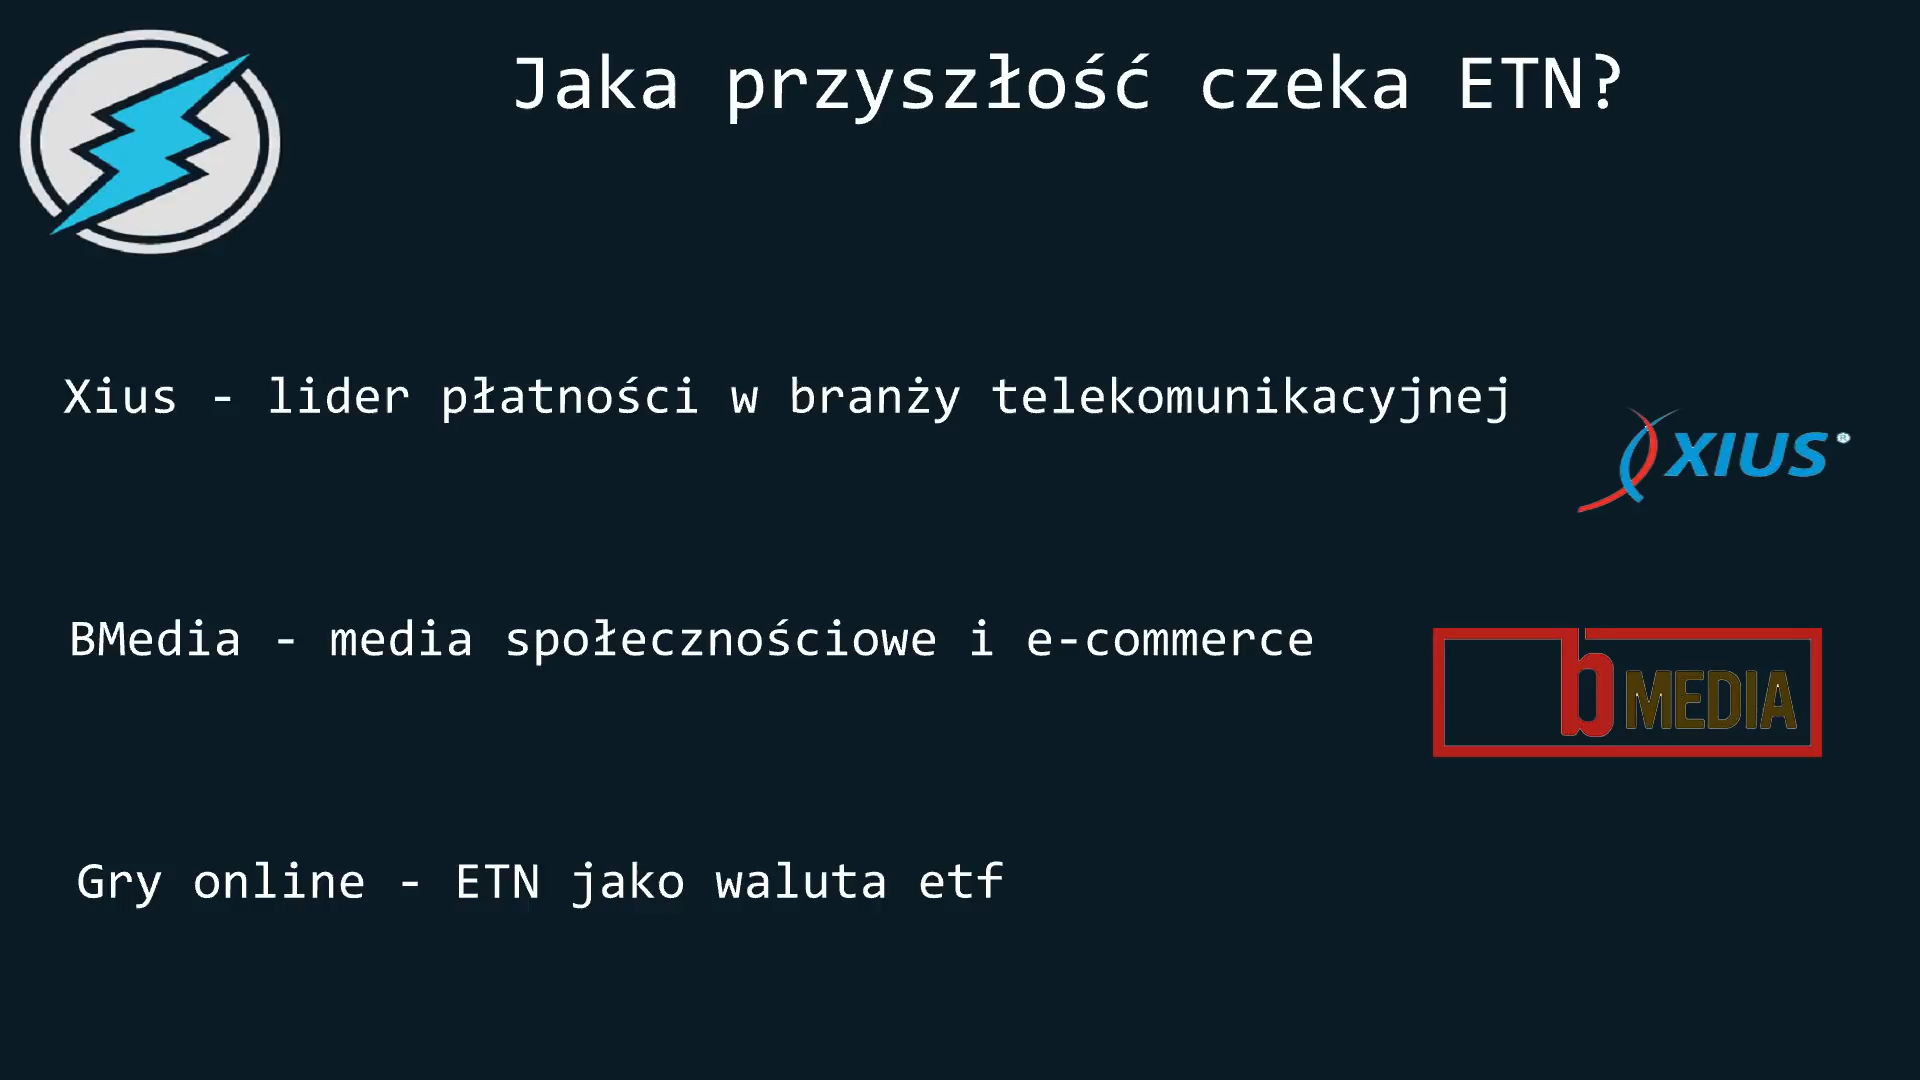 Jaka przyszłość czeka ETN?
Xius - lider płatności w branży telekomunikacyjnej
XIUS®
BMedia - media społecznościowe i e-commerce
bMEDIA
Gry online - ETN jako waluta etf